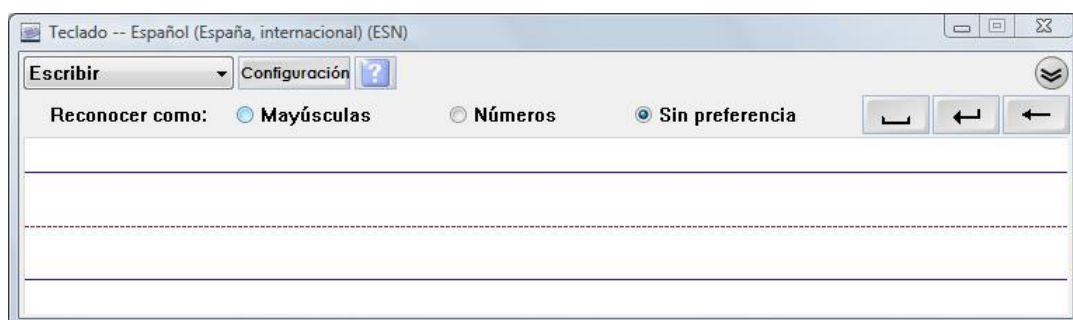 Teclado -- Español (España, internacional) (ESN)
Escribir Configuración ?
Reconocer como: Mayúsculas Números Sin preferencia